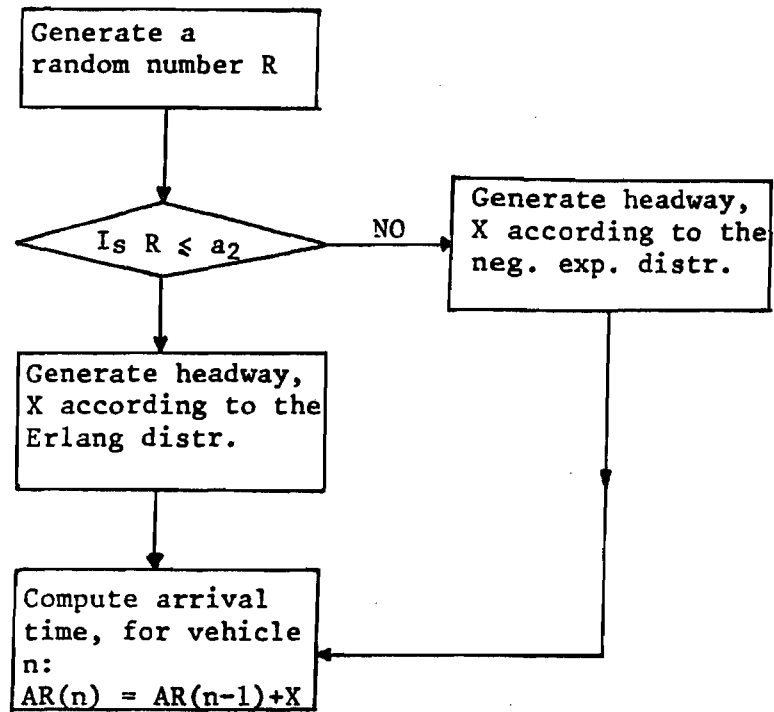 Generate a
random number R
Is R ⩽ a₂
NO
Generate headway,
X according to the
neg. exp. distr.
Generate headway,
X according to the
Erlang distr.
Compute arrival
time, for vehicle
n:
AR(n) = AR(n-1)+X